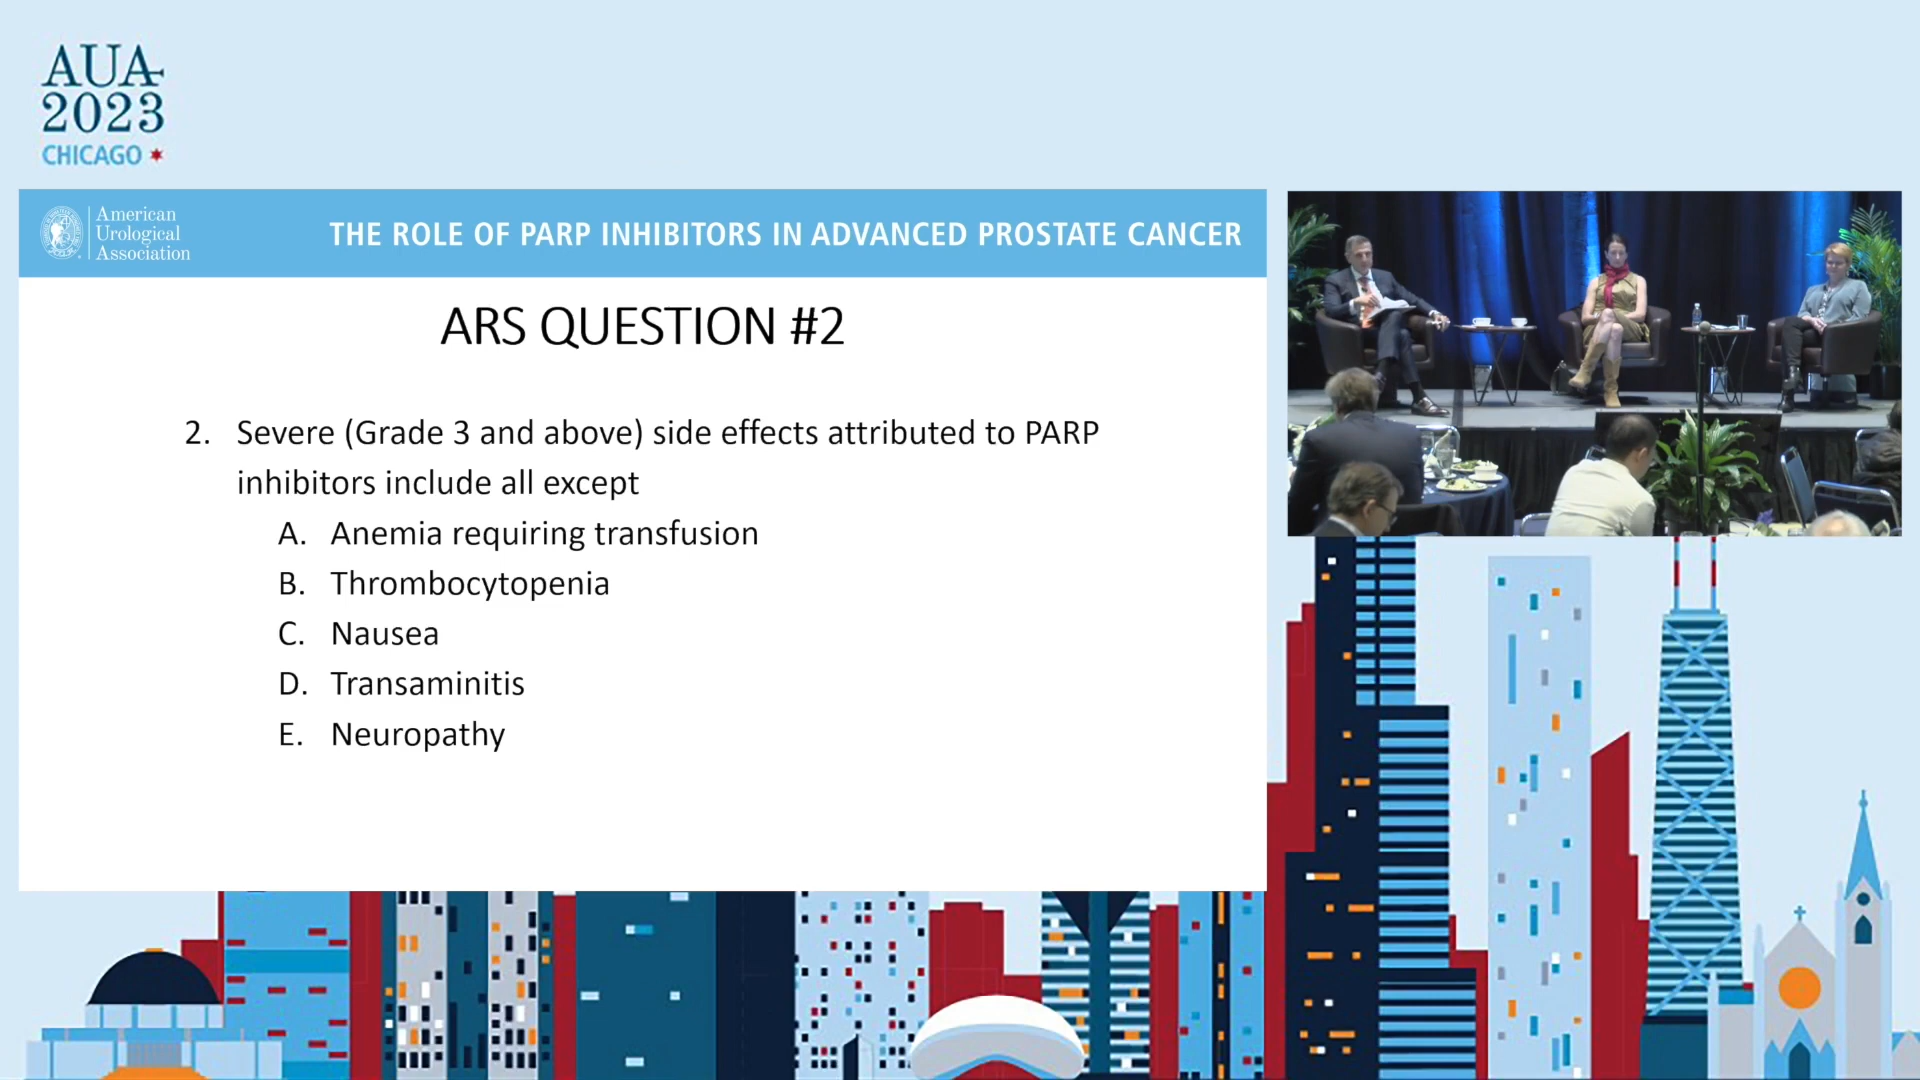 AUA
2023
CHICAGO
American
Urological
Association
THE ROLE OF PARP INHIBITORS IN ADVANCED PROSTATE CANCER
ARS QUESTION #2
2. Severe (Grade 3 and above) side effects attributed to PARP
inhibitors include all except
A. Anemia requiring transfusion
B. Thrombocytopenia
C. Nausea
D. Transaminitis
E. Neuropathy